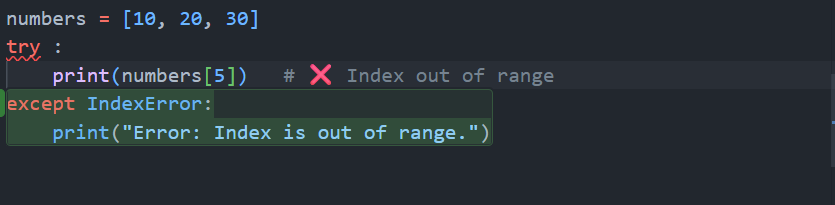 numbers = [10, 20, 30]
try :
    print(numbers[5])   # ❌ Index out of range
except IndexError:
    print("Error: Index is out of range.")